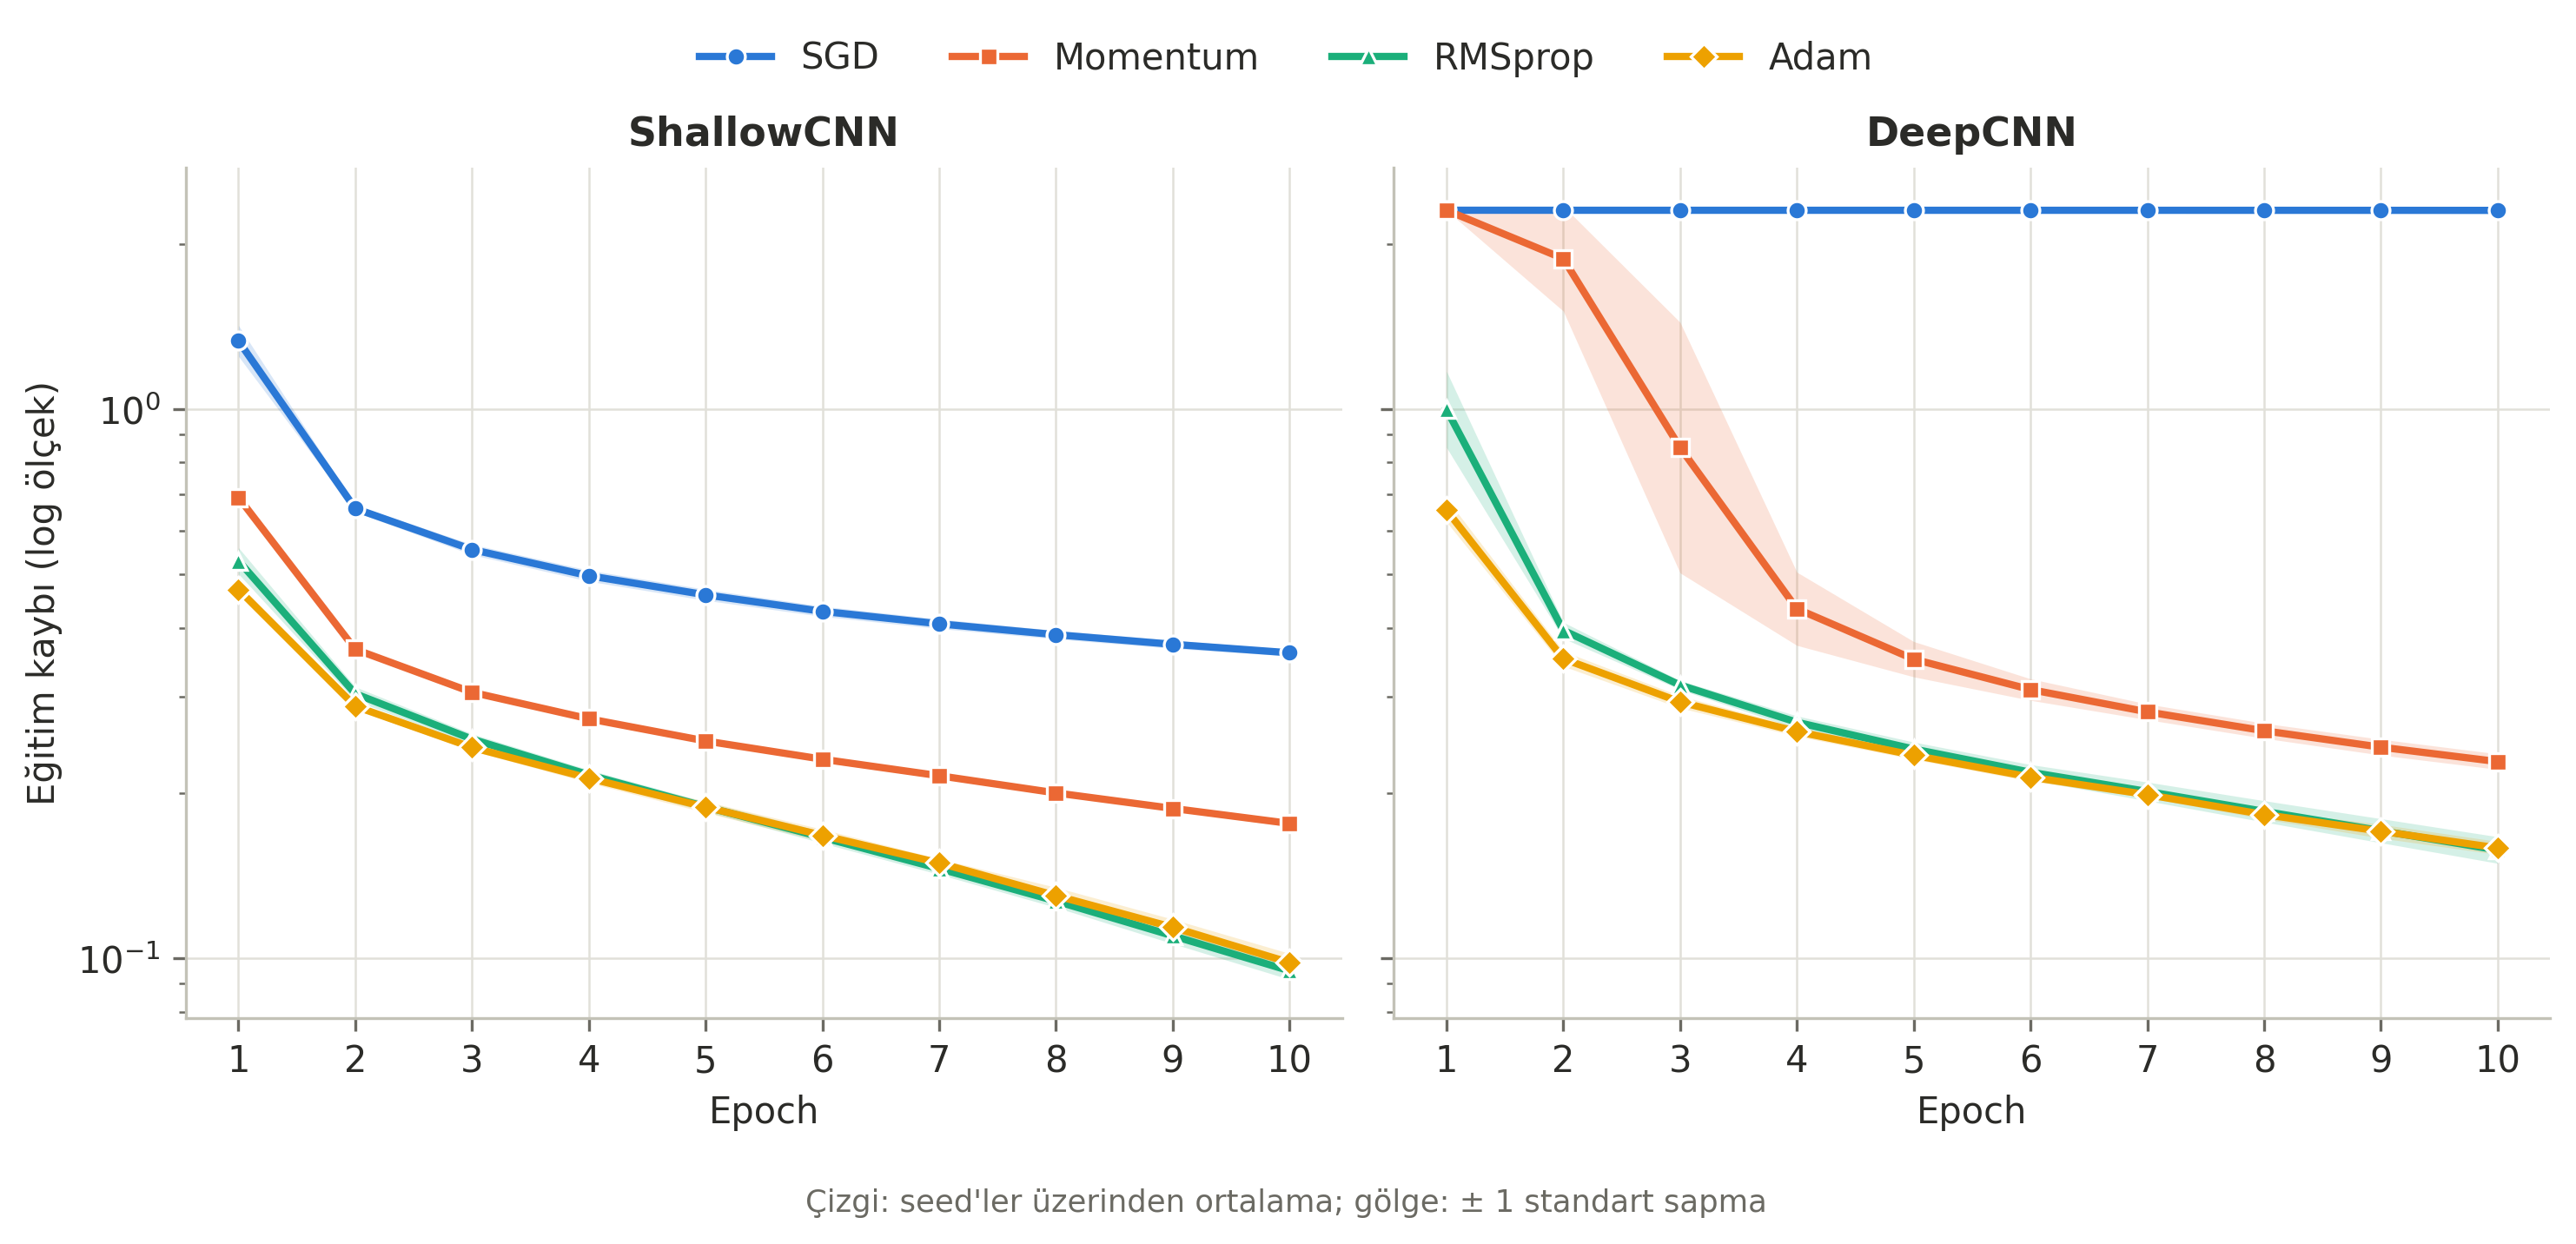 SGD Momentum RMSprop Adam
ShallowCNN
DeepCNN
Eğitim kaybı (log ölçek)
10⁰
10⁻¹
1 2 3 4 5 6 7 8 9 10
1 2 3 4 5 6 7 8 9 10
Epoch
Epoch
Çizgi: seed'ler üzerinden ortalama; gölge: ± 1 standart sapma